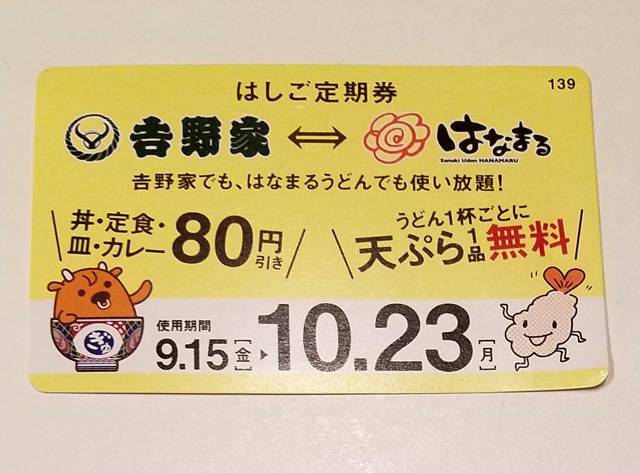 139
はしご定期券
吉野家 ⇔ はなまる
Sanuki Udon HANAMARU
吉野家でも、はなまるうどんでも使い放題!
丼・定食・皿・カレー 80円引き
うどん1杯ごとに
天ぷら1品無料
使用期間
9.15[金]▸10.23[月]